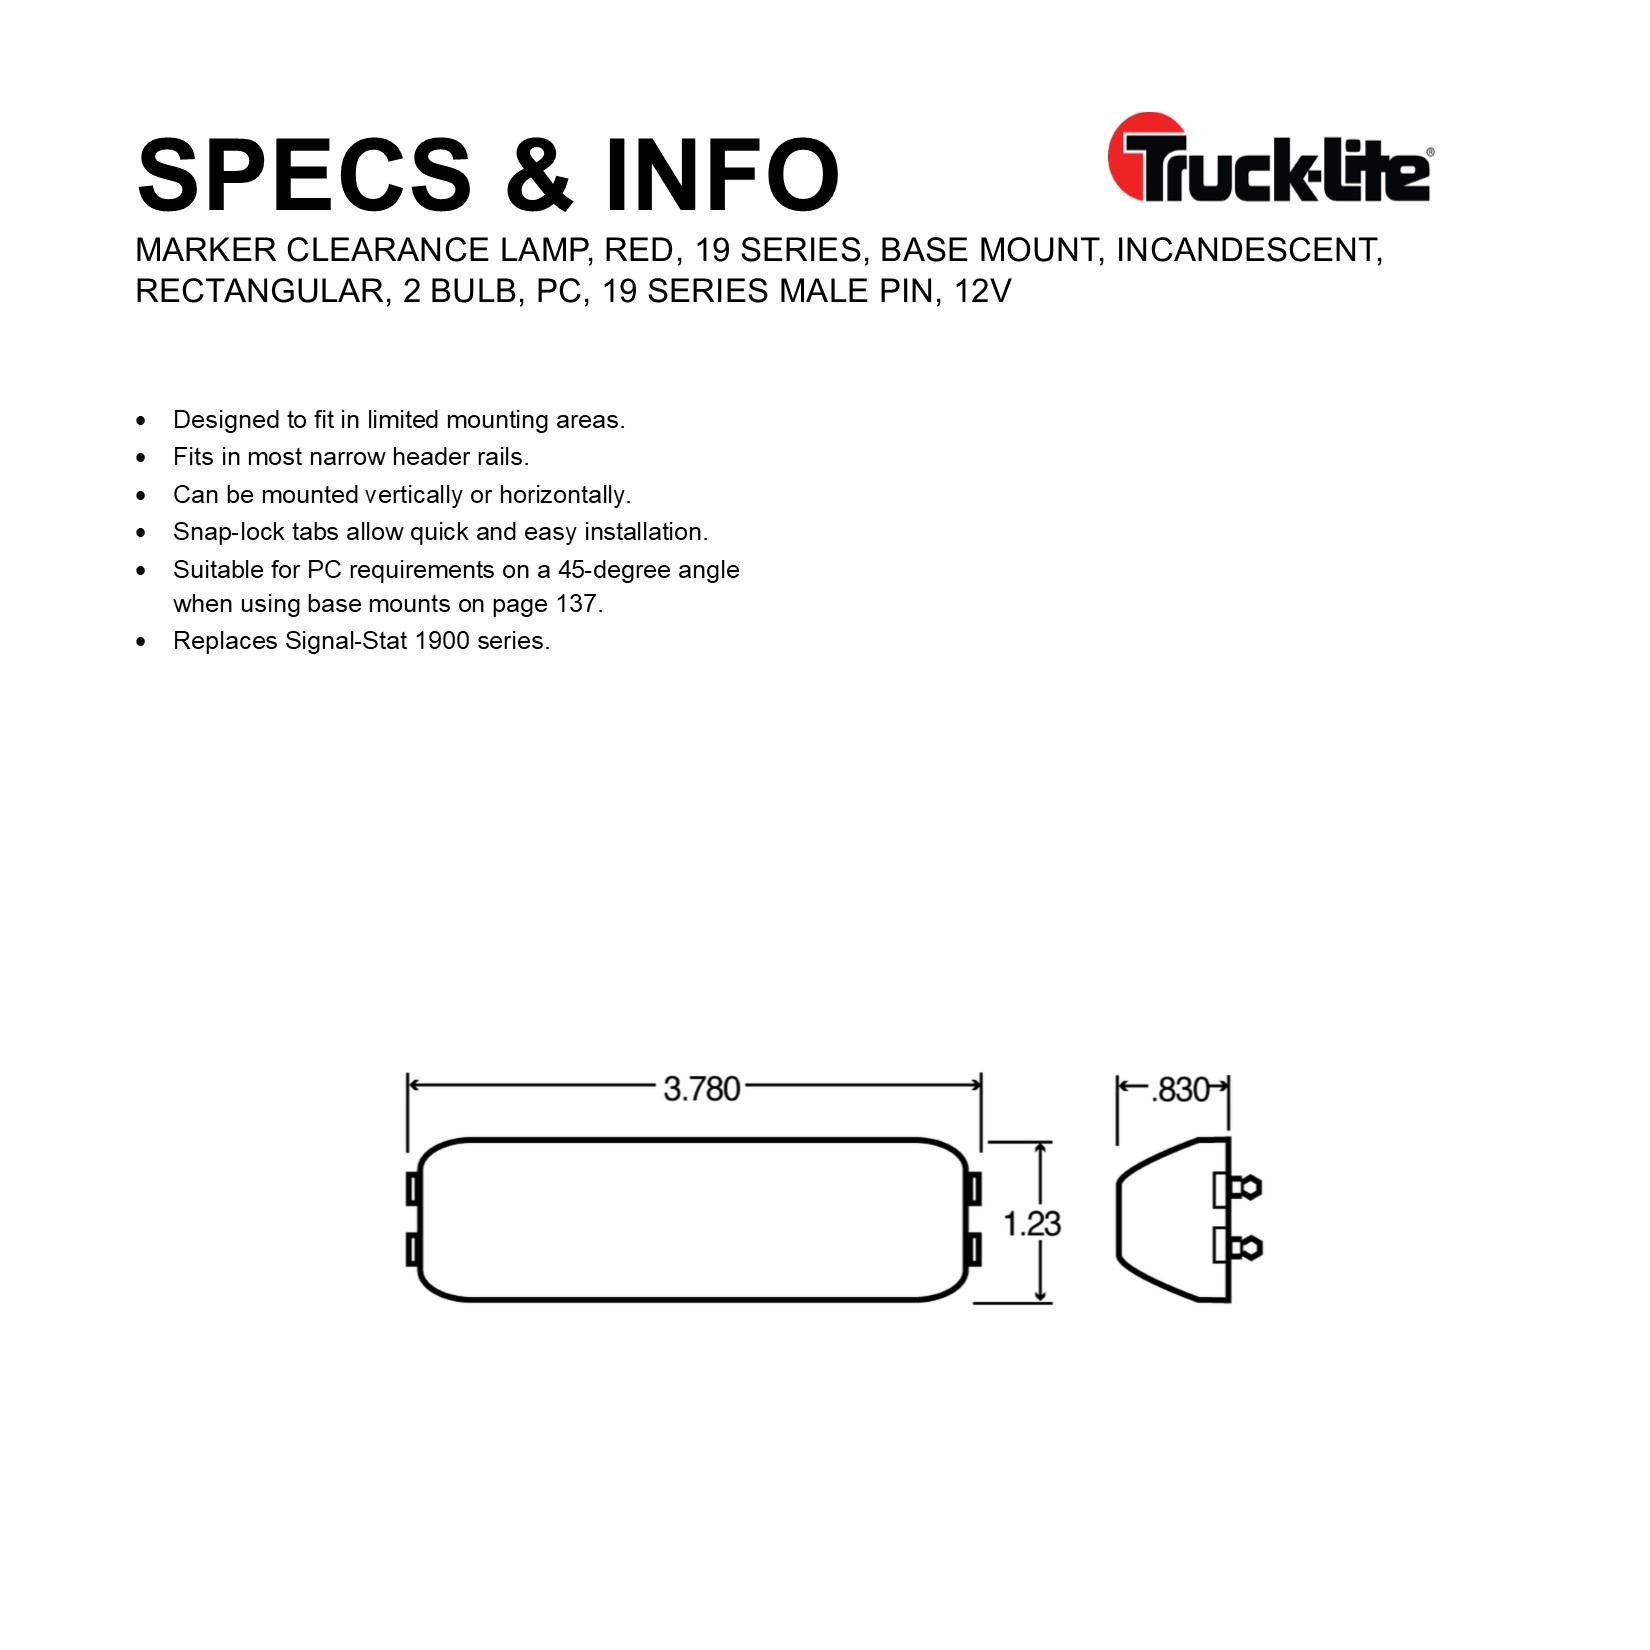 SPECS & INFO
Truck-Lite®
MARKER CLEARANCE LAMP, RED, 19 SERIES, BASE MOUNT, INCANDESCENT,
RECTANGULAR, 2 BULB, PC, 19 SERIES MALE PIN, 12V
• Designed to fit in limited mounting areas.
• Fits in most narrow header rails.
• Can be mounted vertically or horizontally.
• Snap-lock tabs allow quick and easy installation.
• Suitable for PC requirements on a 45-degree angle
when using base mounts on page 137.
• Replaces Signal-Stat 1900 series.
3.780
.830
1.23